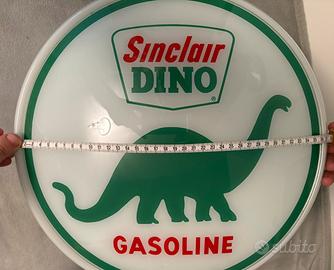 Sinclair
DINO
®
GASOLINE
subito